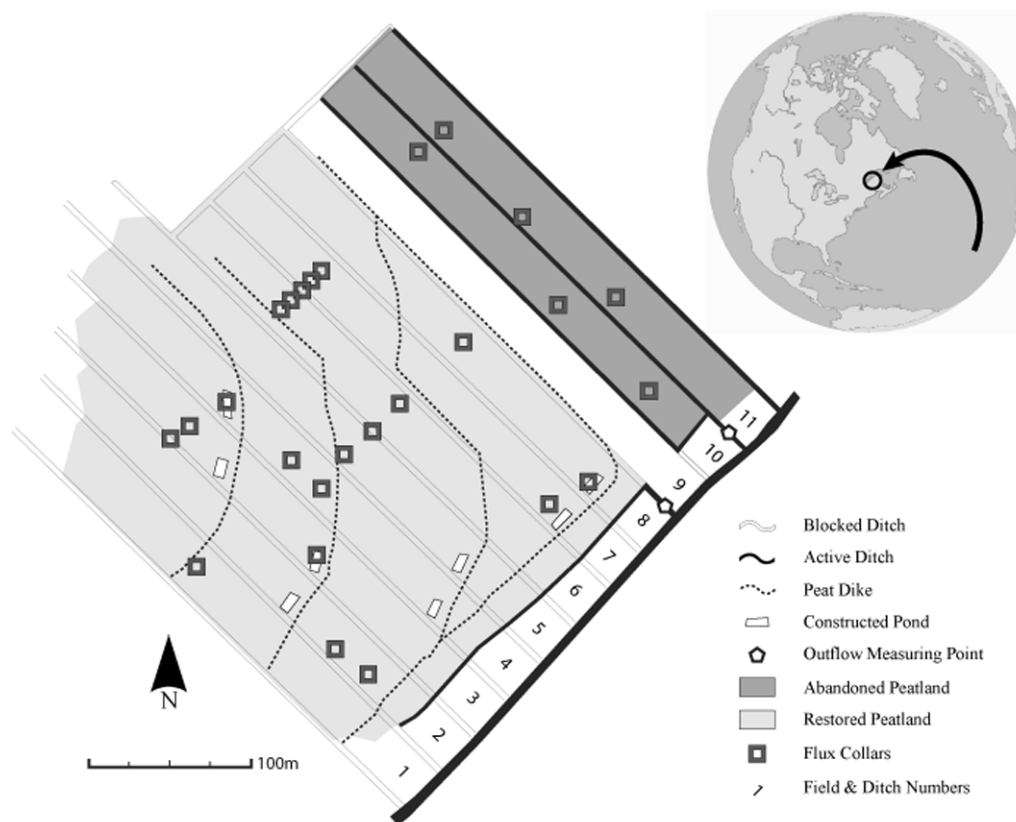 11
10
9
8
7
6
5
4
3
2
1
N
100m
Blocked Ditch
Active Ditch
Peat Dike
Constructed Pond
Outflow Measuring Point
Abandoned Peatland
Restored Peatland
Flux Collars
1 Field & Ditch Numbers